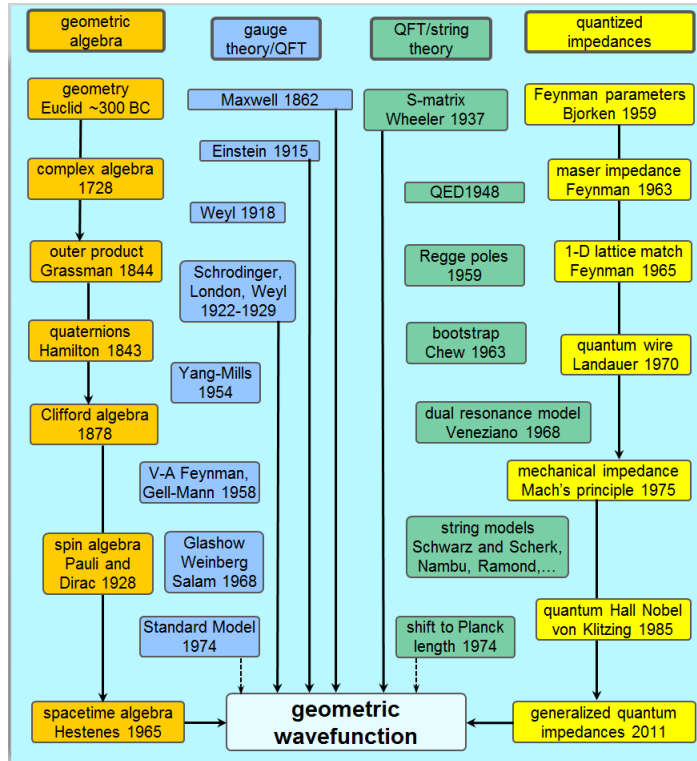 geometric
algebra
gauge
theory/QFT
QFT/string
theory
quantized
impedances
geometry
Euclid ~300 BC
complex algebra
1728
outer product
Grassman 1844
quaternions
Hamilton 1843
Clifford algebra
1878
spin algebra
Pauli and
Dirac 1928
spacetime algebra
Hestenes 1965
Maxwell 1862
Einstein 1915
Weyl 1918
Schrodinger,
London, Weyl
1922-1929
Yang-Mills
1954
V-A Feynman,
Gell-Mann 1958
Glashow
Weinberg
Salam 1968
Standard Model
1974
S-matrix
Wheeler 1937
QED1948
Regge poles
1959
bootstrap
Chew 1963
dual resonance model
Veneziano 1968
string models
Schwarz and Scherk,
Nambu, Ramond,...
shift to Planck
length 1974
Feynman parameters
Bjorken 1959
maser impedance
Feynman 1963
1-D lattice match
Feynman 1965
quantum wire
Landauer 1970
mechanical impedance
Mach's principle 1975
quantum Hall Nobel
von Klitzing 1985
generalized quantum
impedances 2011
geometric
wavefunction